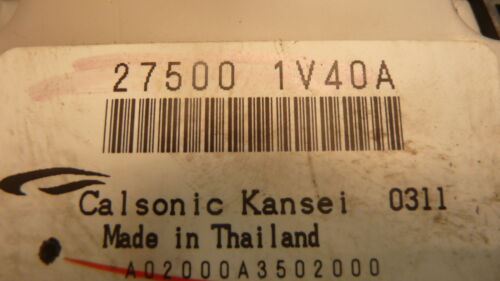 27500 1V40A
Calsonic Kansei 0311
Made in Thailand
A02000A3502000